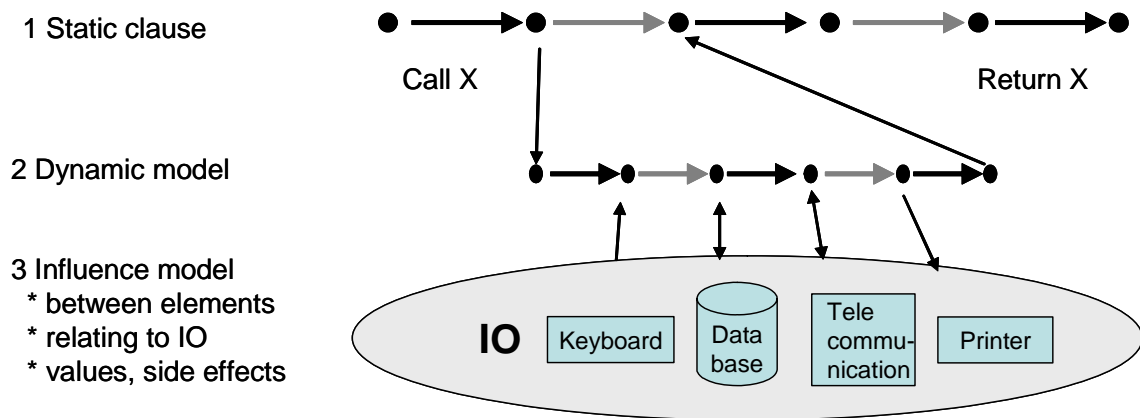 1 Static clause
Call X
Return X
2 Dynamic model
3 Influence model
* between elements
* relating to IO
* values, side effects
IO
Keyboard
Data
base
Tele
commu-
nication
Printer